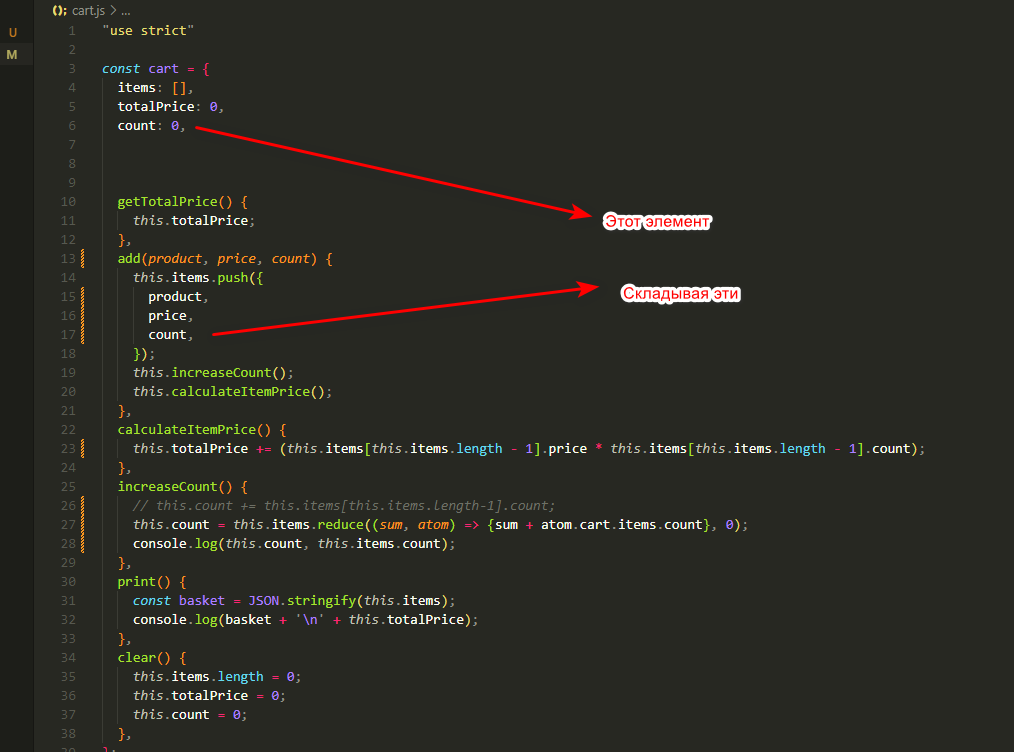 cart.js > ...
U
M
1 "use strict"
2
3 const cart = {
4 items: [],
5 totalPrice: 0,
6 count: 0,
7
8
9
10 getTotalPrice() {
11 this.totalPrice;
Этот элемент
12 },
13 add(product, price, count) {
14 this.items.push({
15 product,
Складывая эти
16 price,
17 count,
18 });
19 this.increaseCount();
20 this.calculateItemPrice();
21 },
22 calculateItemPrice() {
23 this.totalPrice += (this.items[this.items.length - 1].price * this.items[this.items.length - 1].count);
24 },
25 increaseCount() {
26 // this.count += this.items[this.items.length-1].count;
27 this.count = this.items.reduce((sum, atom) => {sum + atom.cart.items.count}, 0);
28 console.log(this.count, this.items.count);
29 },
30 print() {
31 const basket = JSON.stringify(this.items);
32 console.log(basket + '\n' + this.totalPrice);
33 },
34 clear() {
35 this.items.length = 0;
36 this.totalPrice = 0;
37 this.count = 0;
38 },